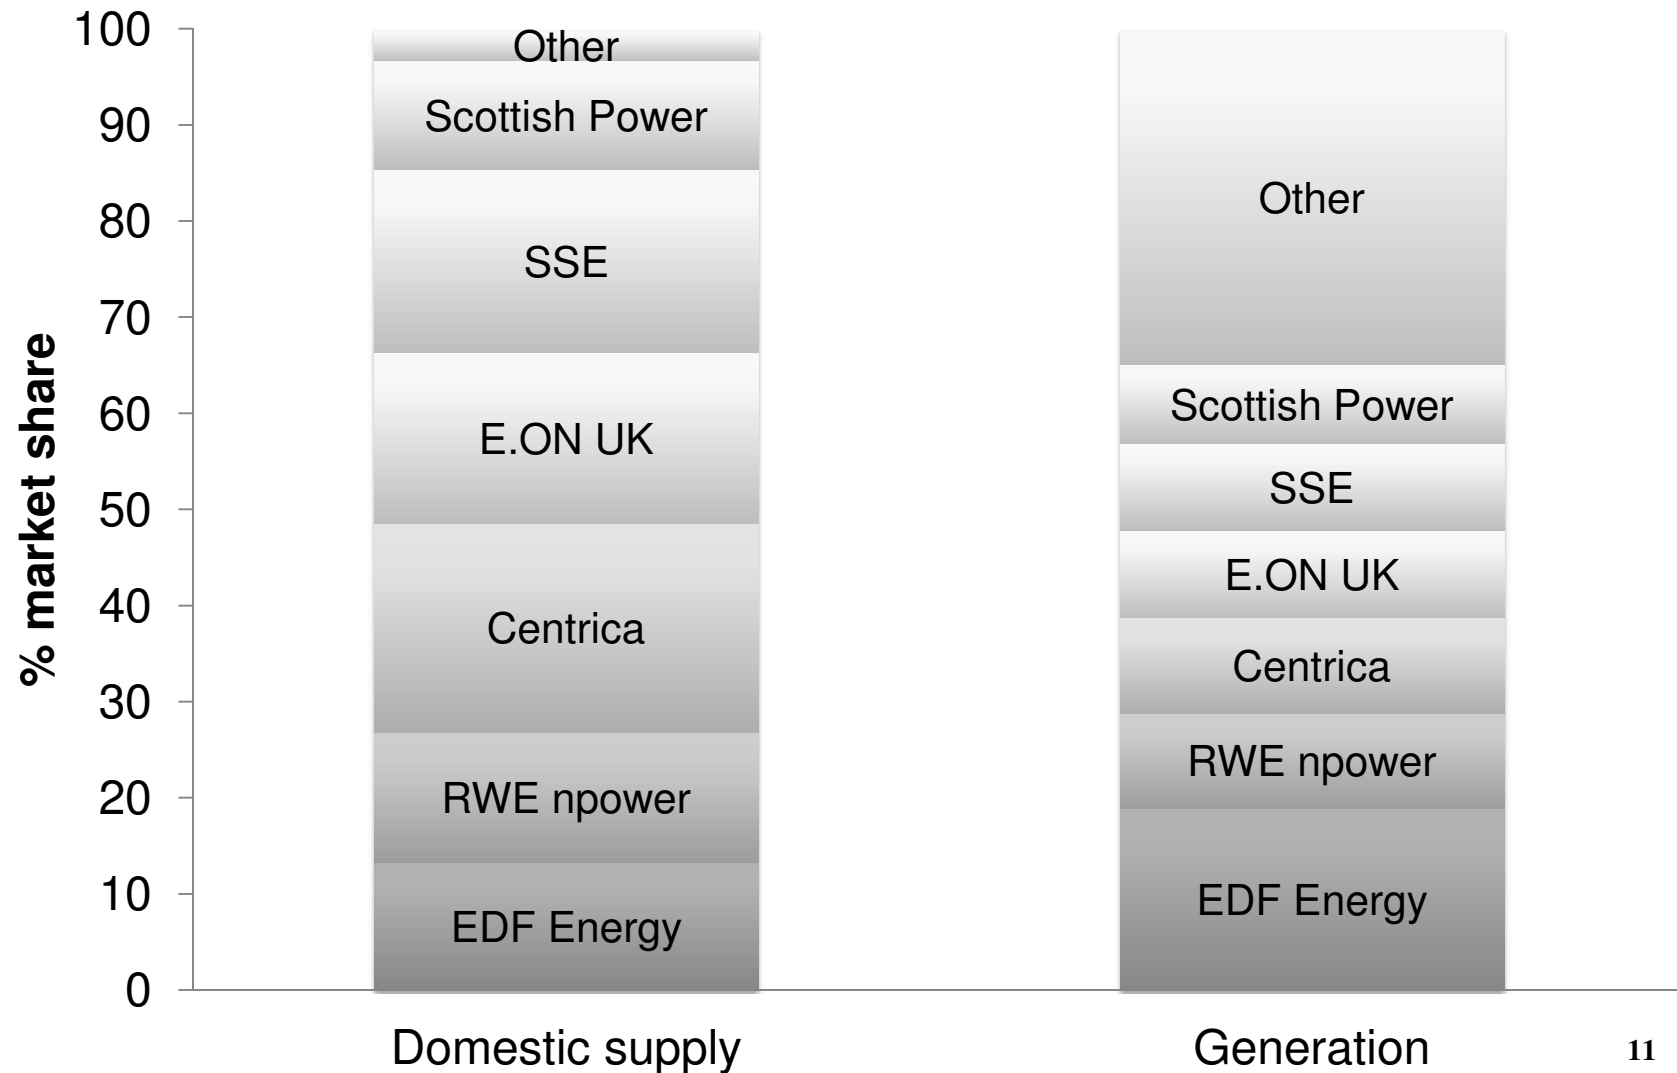 % market share
100
90
80
70
60
50
40
30
20
10
0
Other
Scottish Power
SSE
E.ON UK
Centrica
RWE npower
EDF Energy
Other
Scottish Power
SSE
E.ON UK
Centrica
RWE npower
EDF Energy
Domestic supply
Generation
11